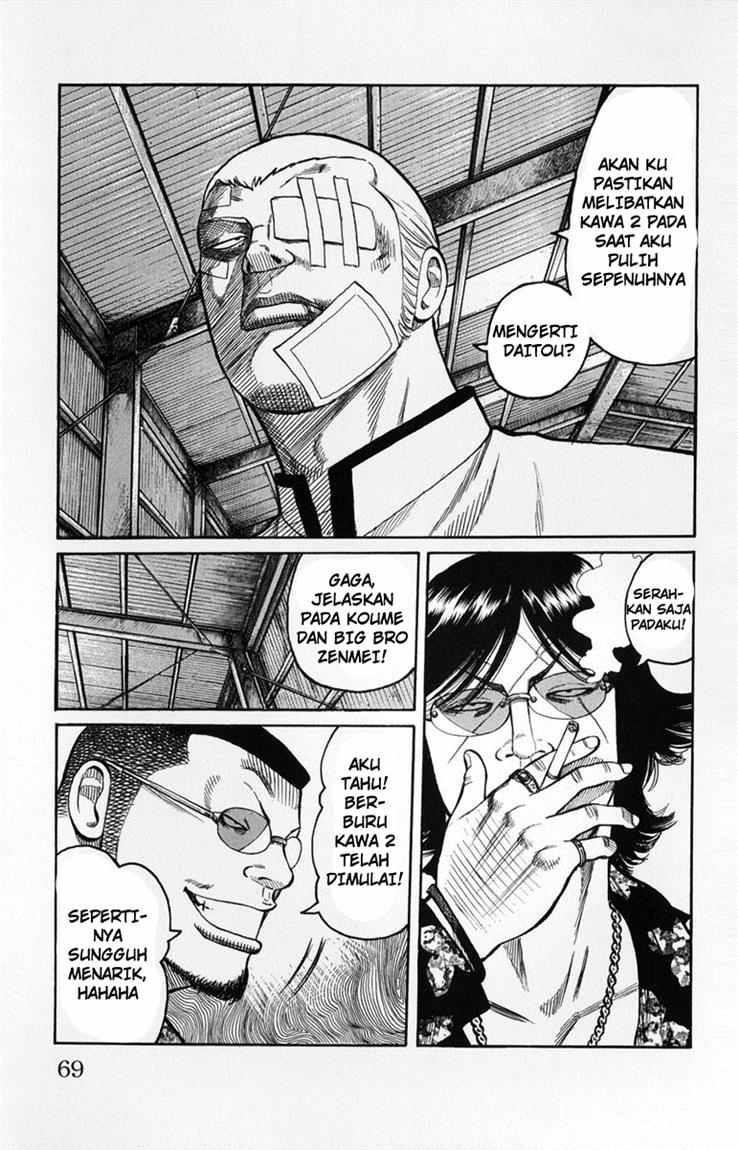 AKAN KU
PASTIKAN
MELIBATKAN
KAWA 2 PADA
SAAT AKU
PULIH
SEPENUHNYA
MENGERTI
DAITOU?
SERAH-
KAN SAJA
PADAKU!
GAGA,
JELASKAN
PADA KOUME
DAN BIG BRO
ZENMEI!
AKU
TAHU!
BER-
BURU
KAWA 2
TELAH
DIMULAI!
SEPERTI-
NYA
SUNGGUH
MENARIK,
HAHAHA
69